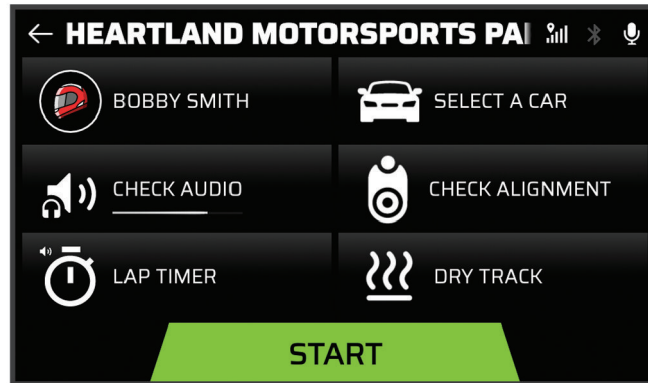 HEARTLAND MOTORSPORTS PA
BOBBY SMITH
SELECT A CAR
CHECK AUDIO
CHECK ALIGNMENT
LAP TIMER
DRY TRACK
START